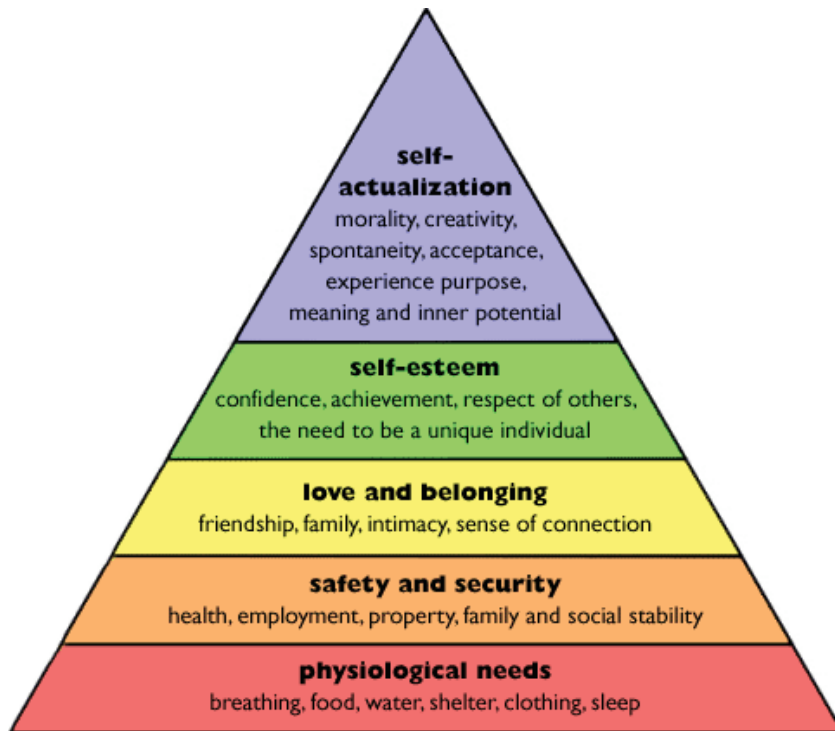 self-
actualization
morality, creativity,
spontaneity, acceptance,
experience purpose,
meaning and inner potential
self-esteem
confidence, achievement, respect of others,
the need to be a unique individual
love and belonging
friendship, family, intimacy, sense of connection
safety and security
health, employment, property, family and social stability
physiological needs
breathing, food, water, shelter, clothing, sleep